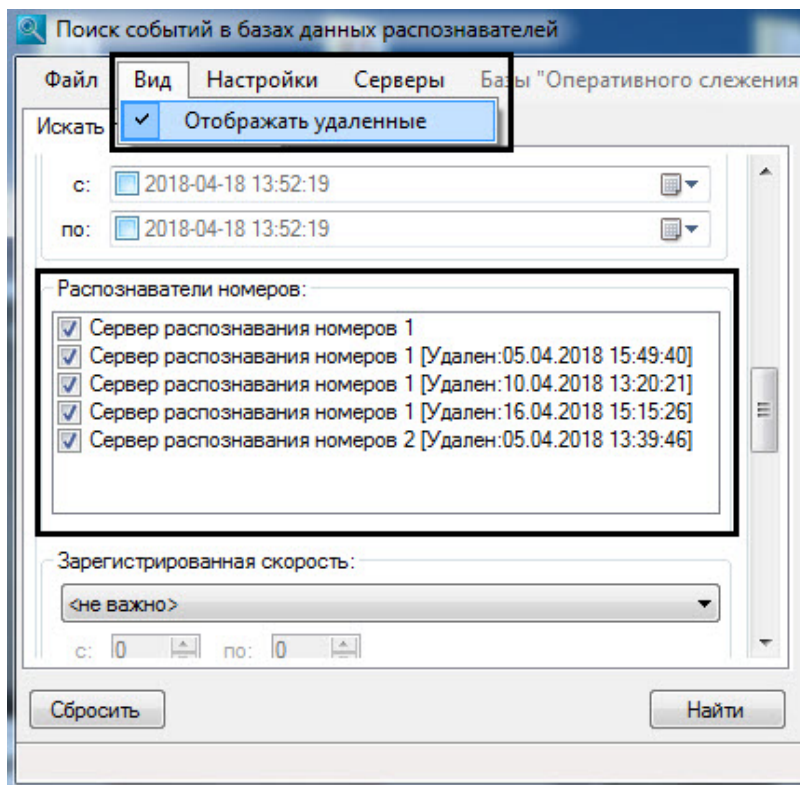 Поиск событий в базах данных распознавателей
Файл Вид Настройки Серверы Базы "Оперативного слежения
Искать
Отображать удаленные
с: 2018-04-18 13:52:19
по: 2018-04-18 13:52:19
Распознаватели номеров:
Сервер распознавания номеров 1
Сервер распознавания номеров 1 [Удален:05.04.2018 15:49:40]
Сервер распознавания номеров 1 [Удален:10.04.2018 13:20:21]
Сервер распознавания номеров 1 [Удален:16.04.2018 15:15:26]
Сервер распознавания номеров 2 [Удален:05.04.2018 13:39:46]
Зарегистрированная скорость:
<не важно>
с: 0 по: 0
Сбросить Найти